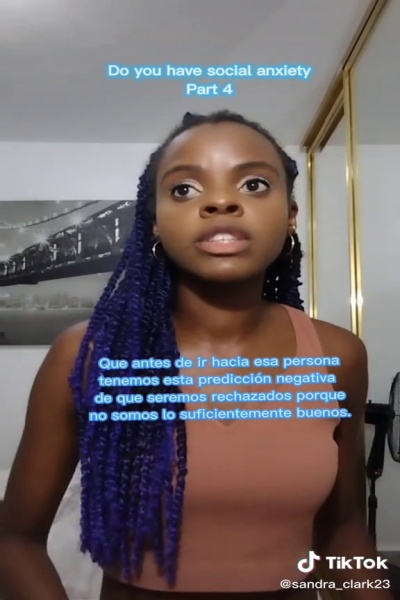 Do you have social anxiety
Part 4
Que antes de ir hacia esa persona
tenemos esta predicción negativa
de que seremos rechazados porque
no somos lo suficientemente buenos.
TikTok
@sandra_clark23